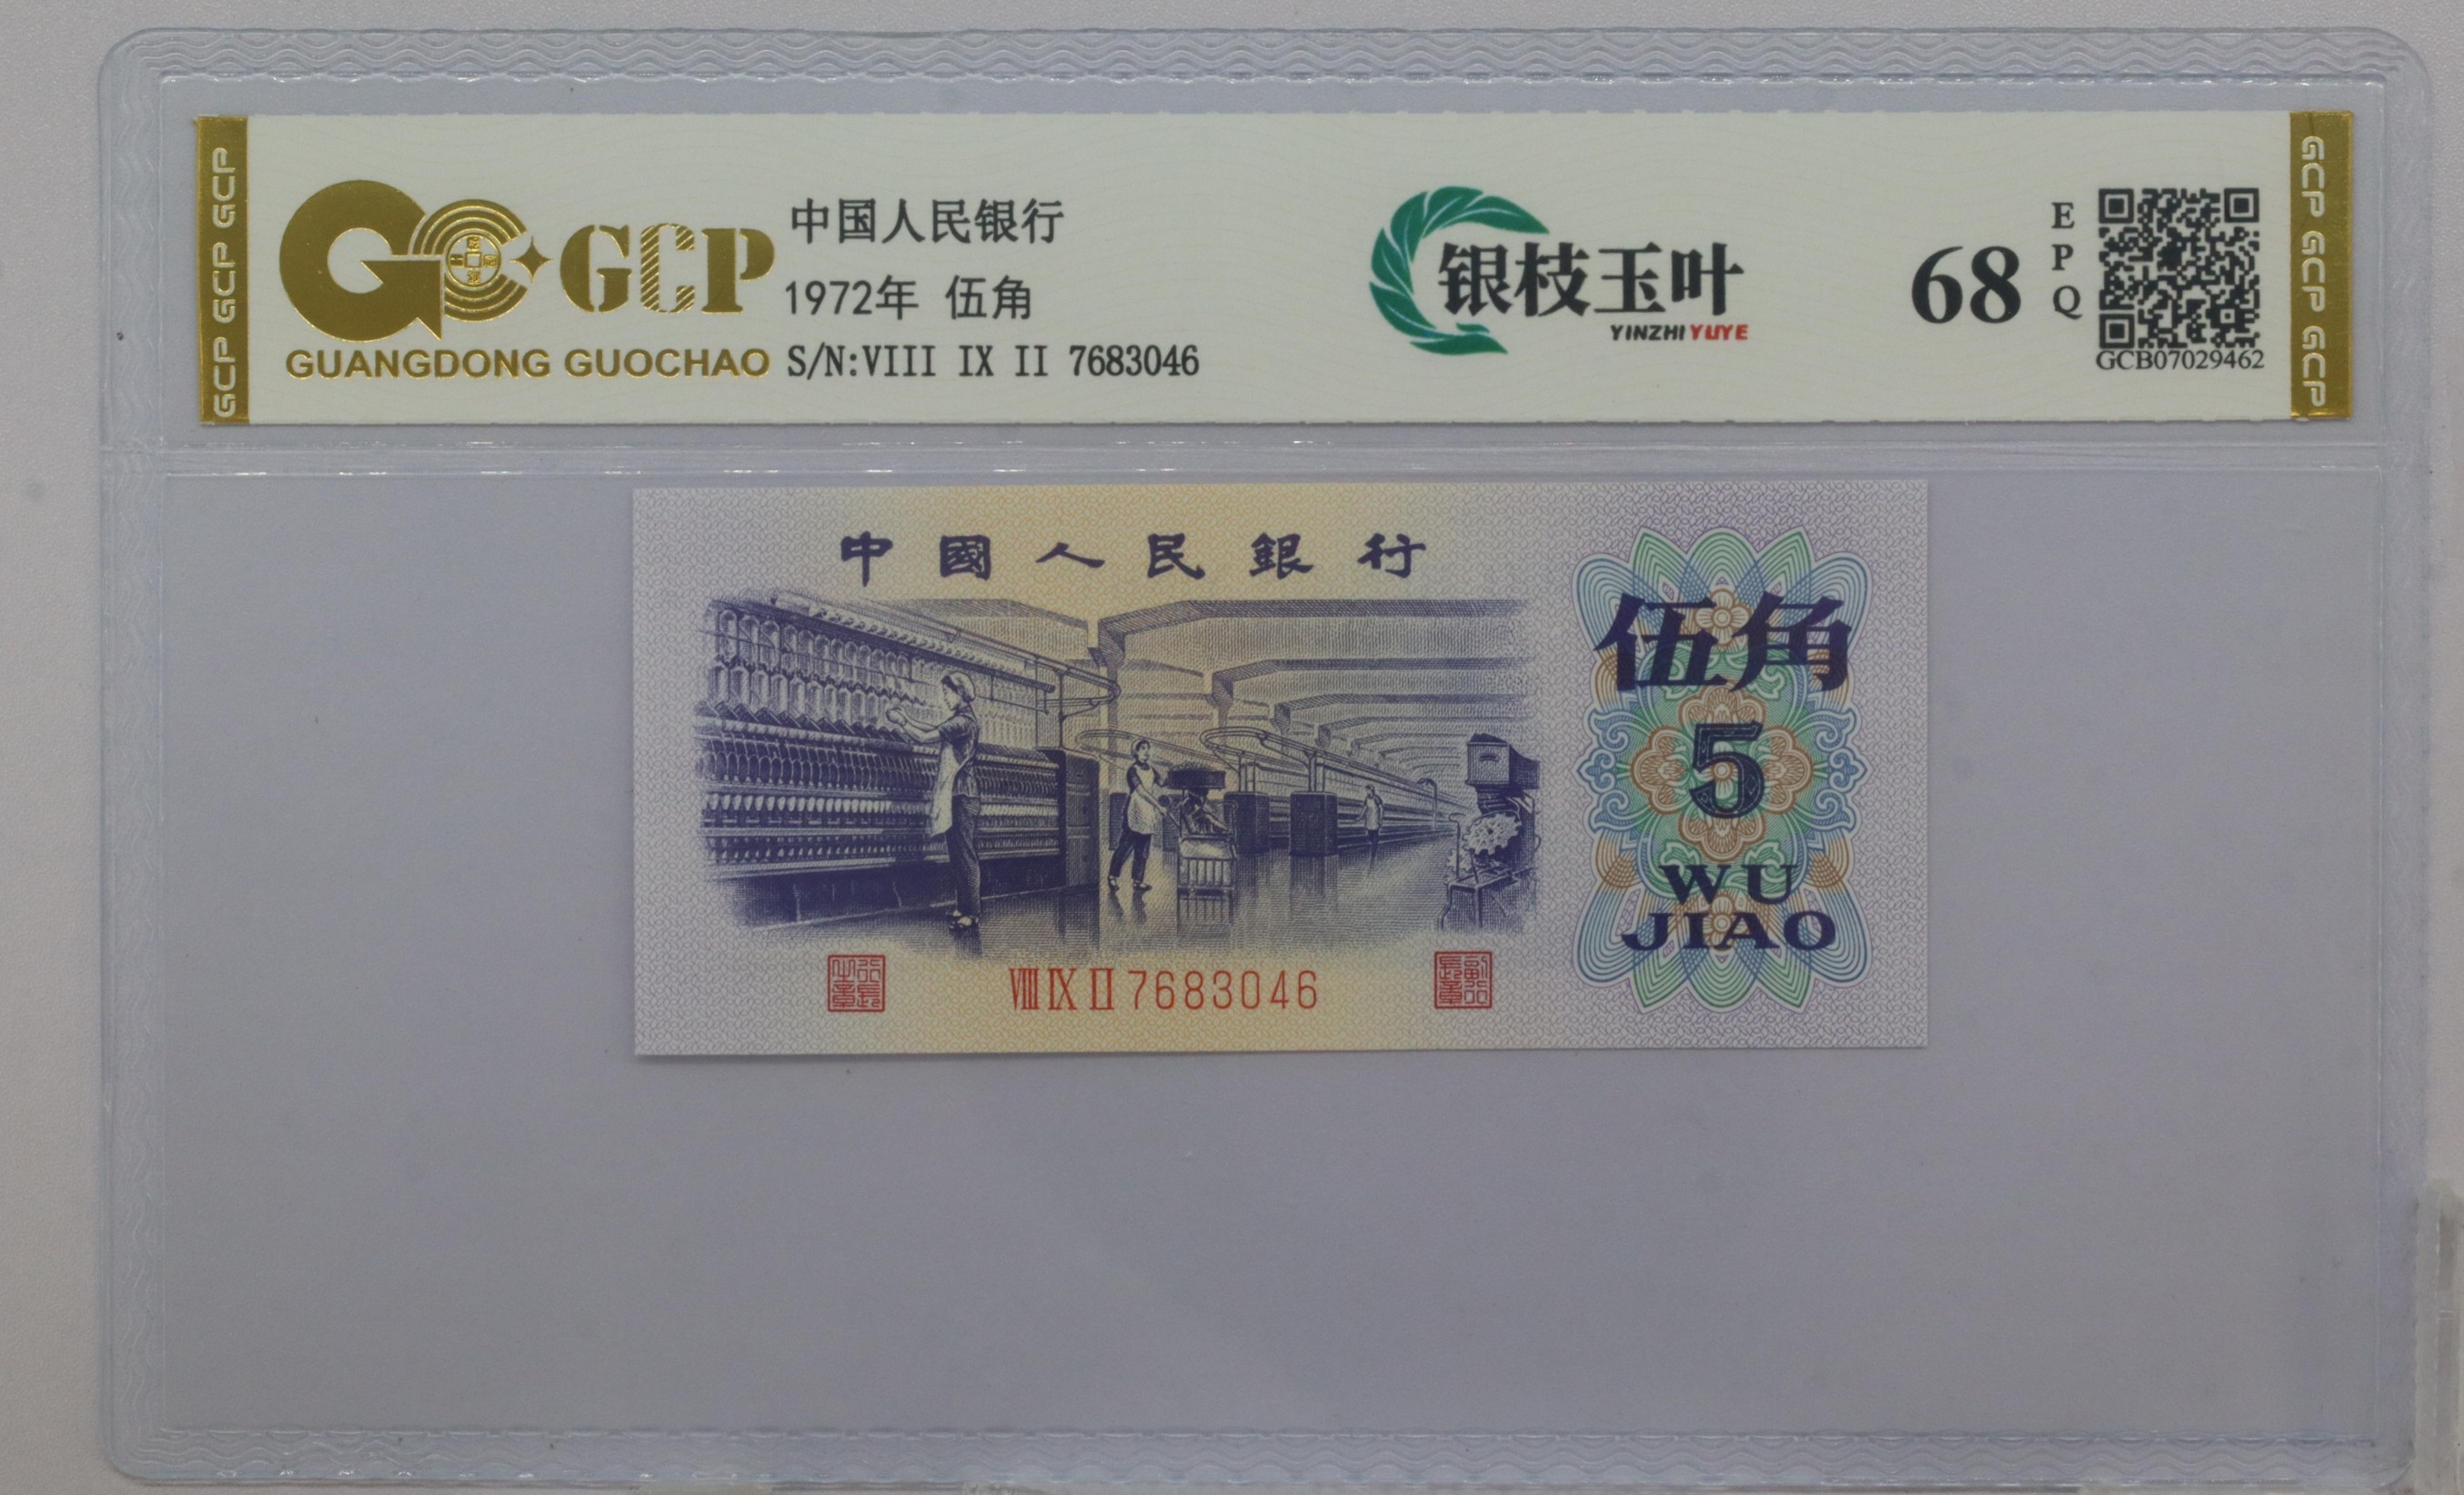 GCP GCP GCP
GCP
GUANGDONG GUOCHAO
中国人民银行
1972年 伍角
S/N:VIII IX II 7683046
银枝玉叶
YINZHI YUYE
68
EPQ
GCB07029462
GCP GCP GCP
中國人民銀行
伍角
5
WU
JIAO
VIII IX II 7683046